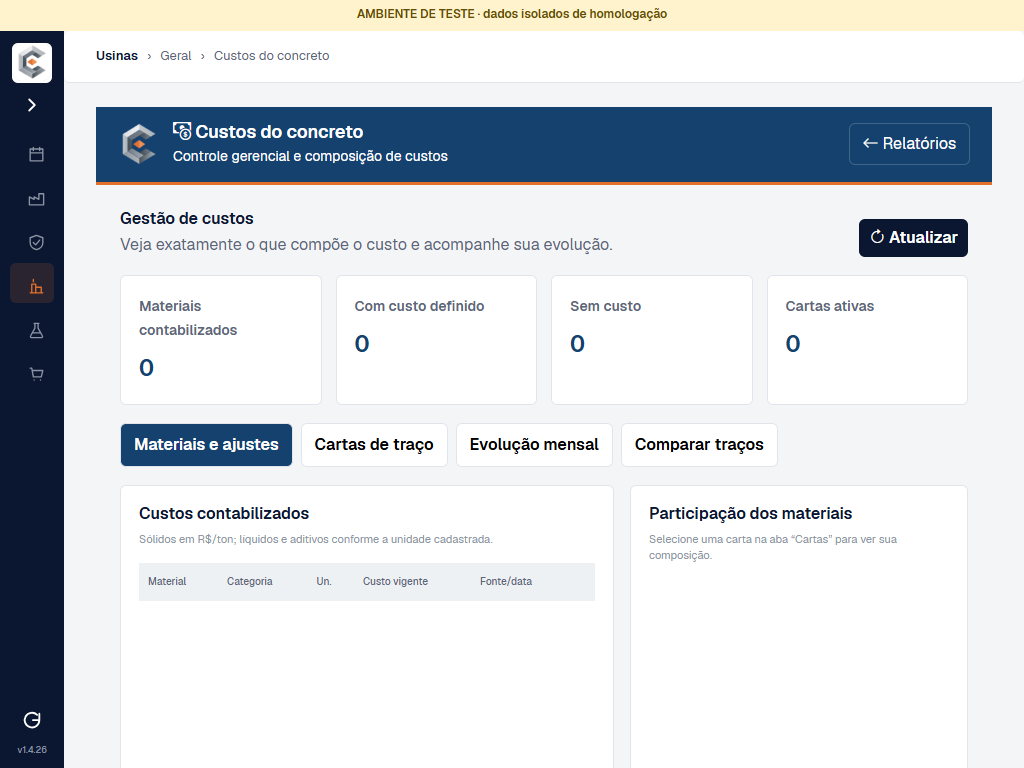 AMBIENTE DE TESTE · dados isolados de homologação
Usinas › Geral › Custos do concreto
Custos do concreto
Controle gerencial e composição de custos
← Relatórios
Gestão de custos
Veja exatamente o que compõe o custo e acompanhe sua evolução.
Atualizar
Materiais
contabilizados
0
Com custo definido
0
Sem custo
0
Cartas ativas
0
Materiais e ajustes
Cartas de traço
Evolução mensal
Comparar traços
Custos contabilizados
Sólidos em R$/ton; líquidos e aditivos conforme a unidade cadastrada.
Material Categoria Un. Custo vigente Fonte/data
Participação dos materiais
Selecione uma carta na aba “Cartas” para ver sua
composição.
v1.4.26